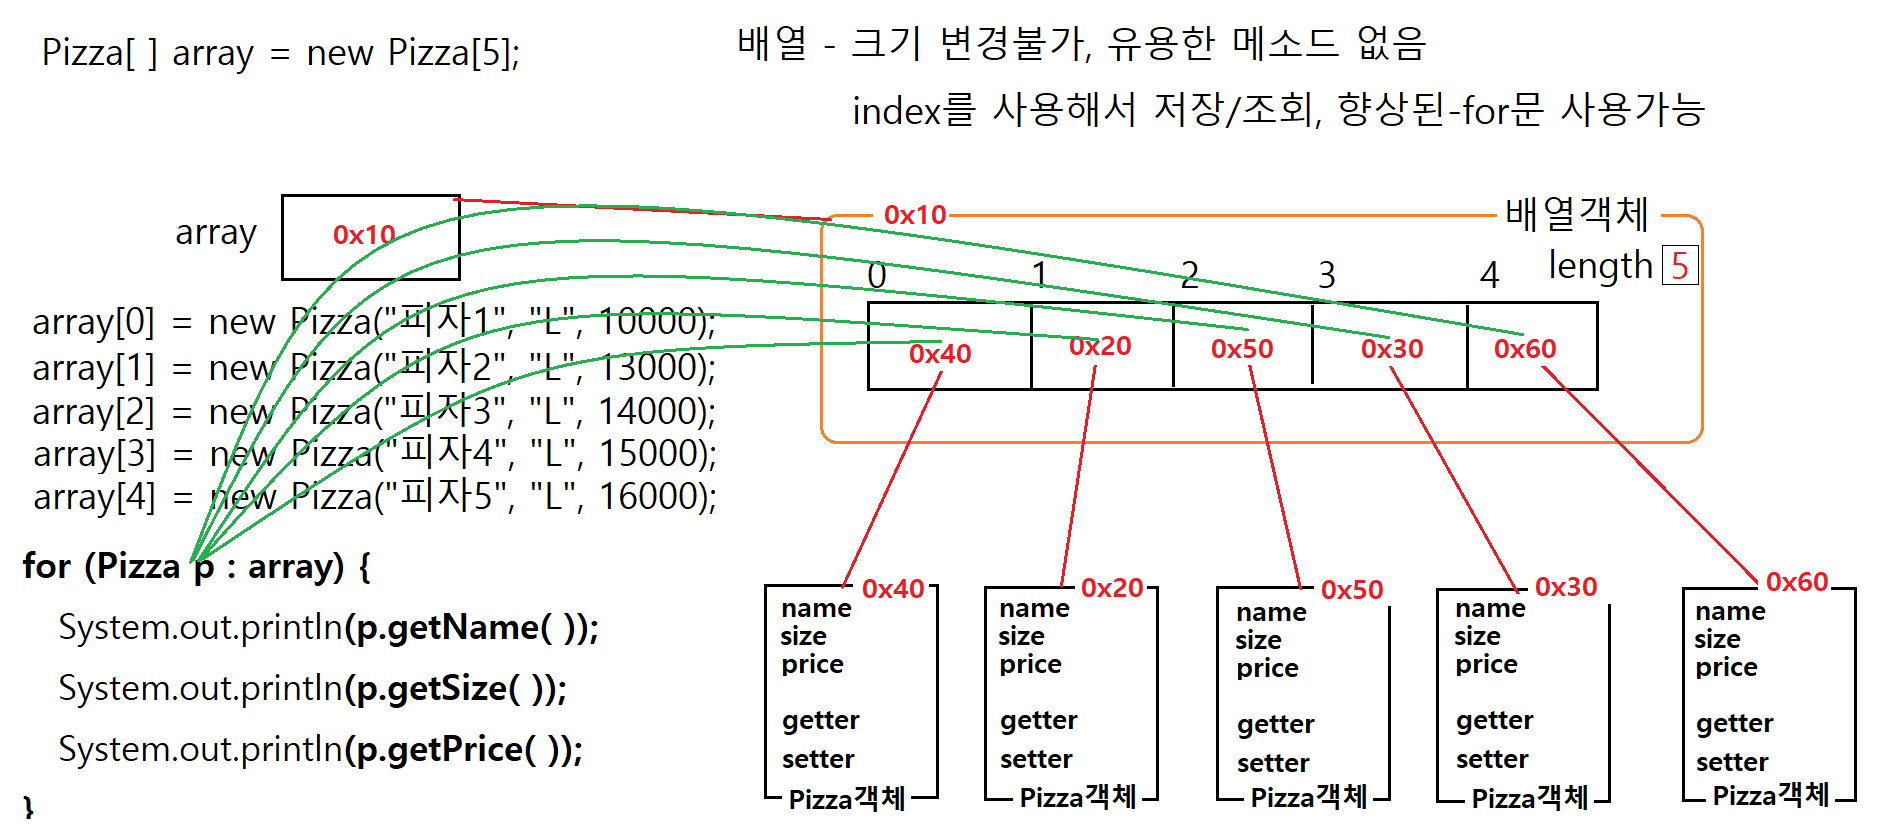 Pizza[ ] array = new Pizza[5];
배열 - 크기 변경불가, 유용한 메소드 없음
index를 사용해서 저장/조회, 향상된-for문 사용가능
array
0x10
0x10
배열객체
length 5
0 1 2 3 4
0x40 0x20 0x50 0x30 0x60
array[0] = new Pizza("피자1", "L", 10000);
array[1] = new Pizza("피자2", "L", 13000);
array[2] = new Pizza("피자3", "L", 14000);
array[3] = new Pizza("피자4", "L", 15000);
array[4] = new Pizza("피자5", "L", 16000);
for (Pizza p : array) {
System.out.println(p.getName( ));
System.out.println(p.getSize( ));
System.out.println(p.getPrice( ));
}
0x40
name
size
price
getter
setter
Pizza객체
0x20
name
size
price
getter
setter
Pizza객체
0x50
name
size
price
getter
setter
Pizza객체
0x30
name
size
price
getter
setter
Pizza객체
0x60
name
size
price
getter
setter
Pizza객체